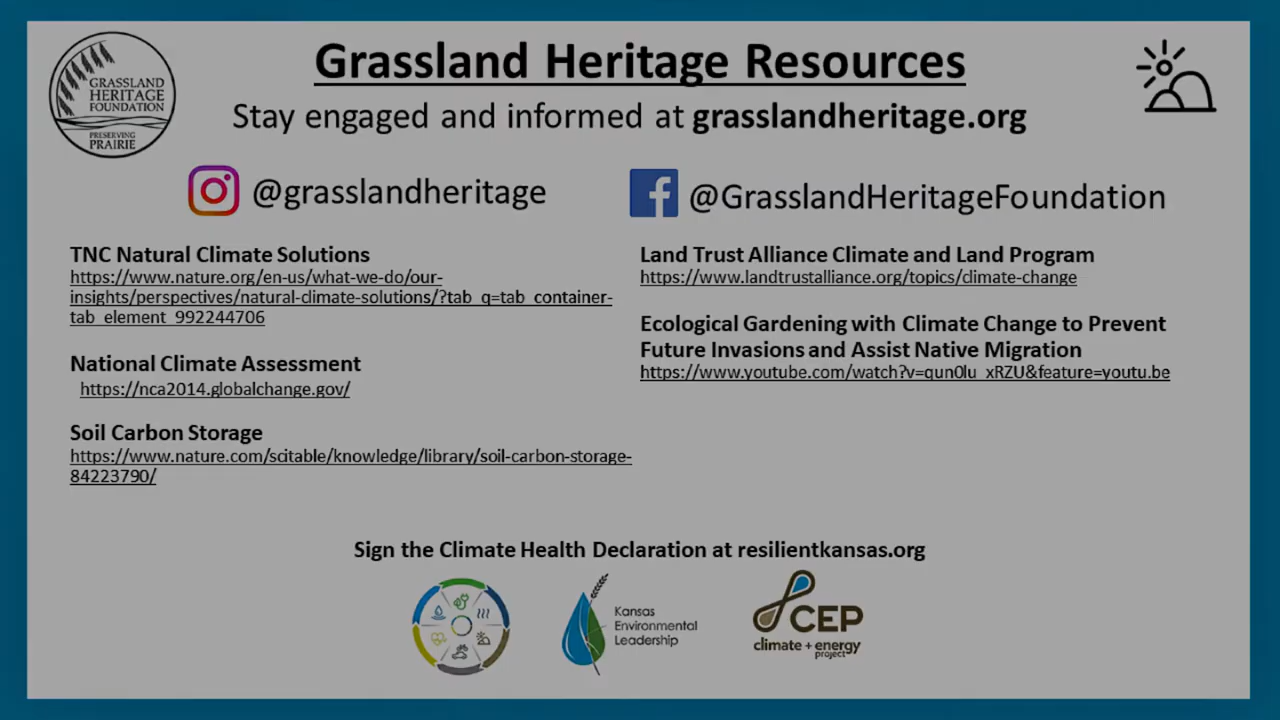 GRASSLAND
HERITAGE
FOUNDATION
PRESERVING
PRAIRIE
Grassland Heritage Resources
Stay engaged and informed at grasslandheritage.org
@grasslandheritage
@GrasslandHeritageFoundation
TNC Natural Climate Solutions
https://www.nature.org/en-us/what-we-do/our-
insights/perspectives/natural-climate-solutions/?tab_q=tab_container-
tab_element_992244706
National Climate Assessment
https://nca2014.globalchange.gov/
Soil Carbon Storage
https://www.nature.com/scitable/knowledge/library/soil-carbon-storage-
84223790/
Land Trust Alliance Climate and Land Program
https://www.landtrustalliance.org/topics/climate-change
Ecological Gardening with Climate Change to Prevent
Future Invasions and Assist Native Migration
https://www.youtube.com/watch?v=qun0lu_xRZU&feature=youtu.be
Sign the Climate Health Declaration at resilientkansas.org
Kansas
Environmental
Leadership
CEP
climate + energy
project